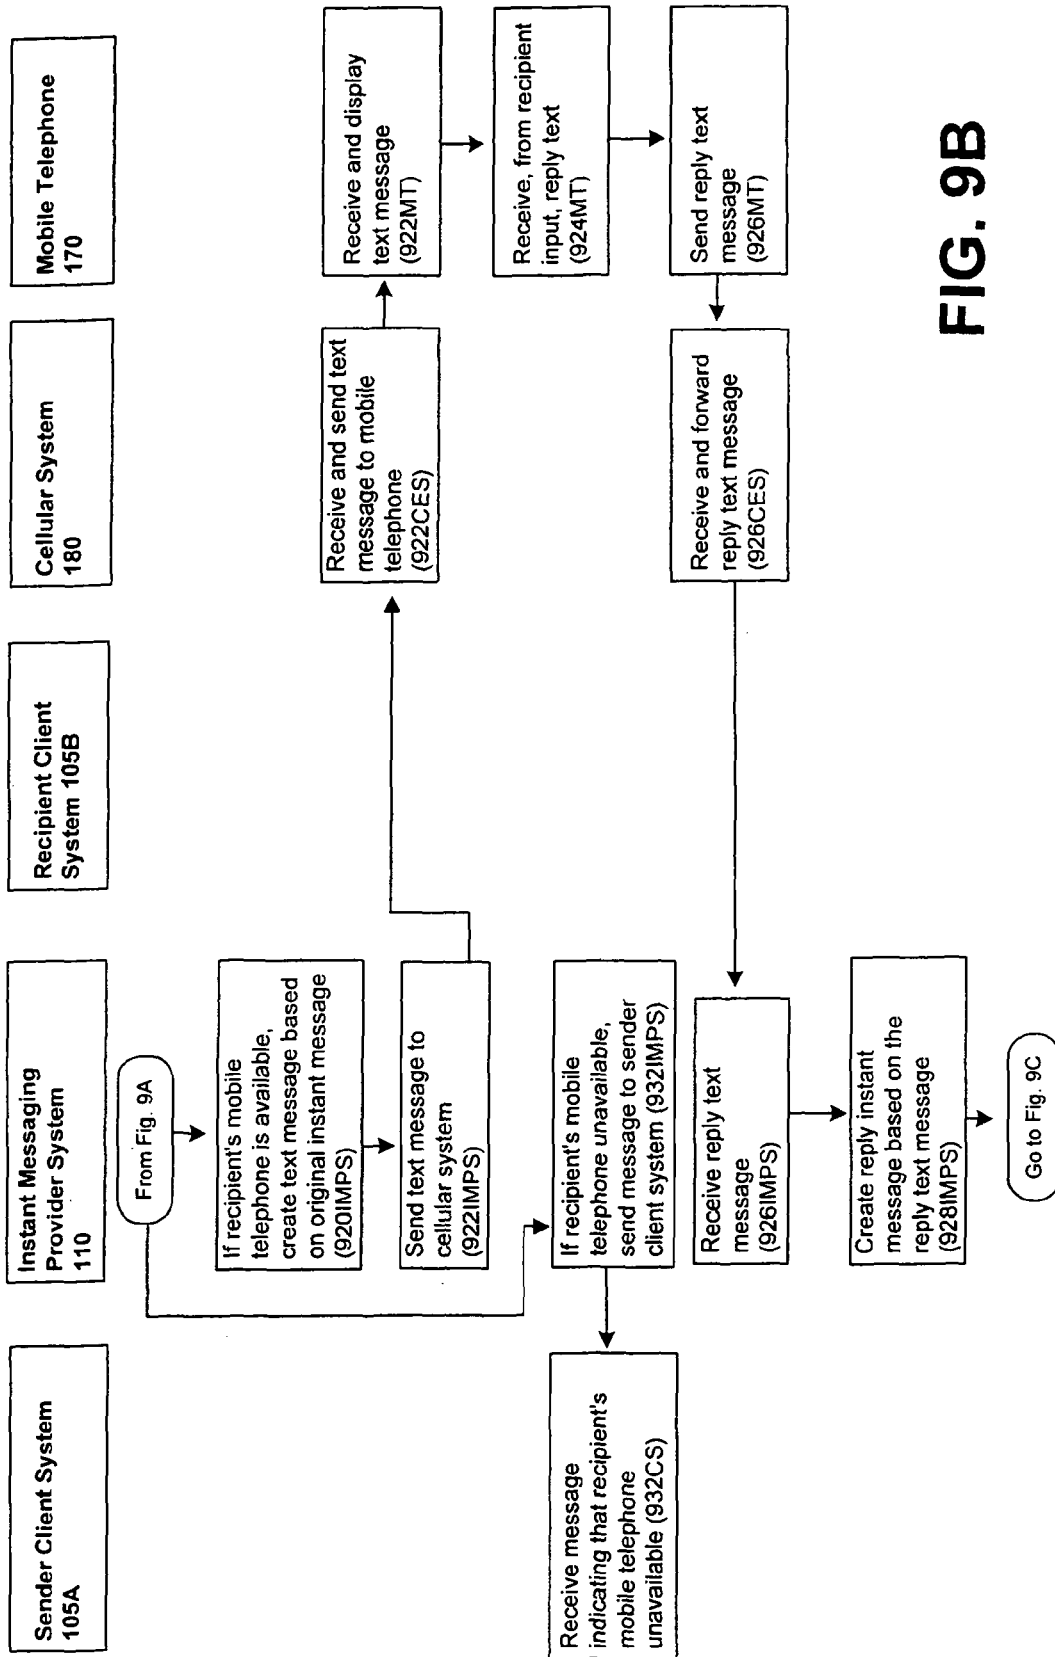 Sender Client System
105A
Instant Messaging
Provider System
110
Recipient Client
System 105B
Cellular System
180
Mobile Telephone
170
From Fig. 9A
If recipient's mobile
telephone is available,
create text message based
on original instant message
(920IMPS)
Send text message to
cellular system
(922IMPS)
Receive and send text
message to mobile
telephone
(922CES)
Receive and display
text message
(922MT)
Receive, from recipient
input, reply text
(924MT)
Receive message
indicating that recipient's
mobile telephone
unavailable (932CS)
If recipient's mobile
telephone unavailable,
send message to sender
client system (932IMPS)
Send reply text
message
(926MT)
Receive and forward
reply text message
(926CES)
Receive reply text
message
(926IMPS)
Create reply instant
message based on the
reply text message
(928IMPS)
Go to Fig. 9C
FIG. 9B